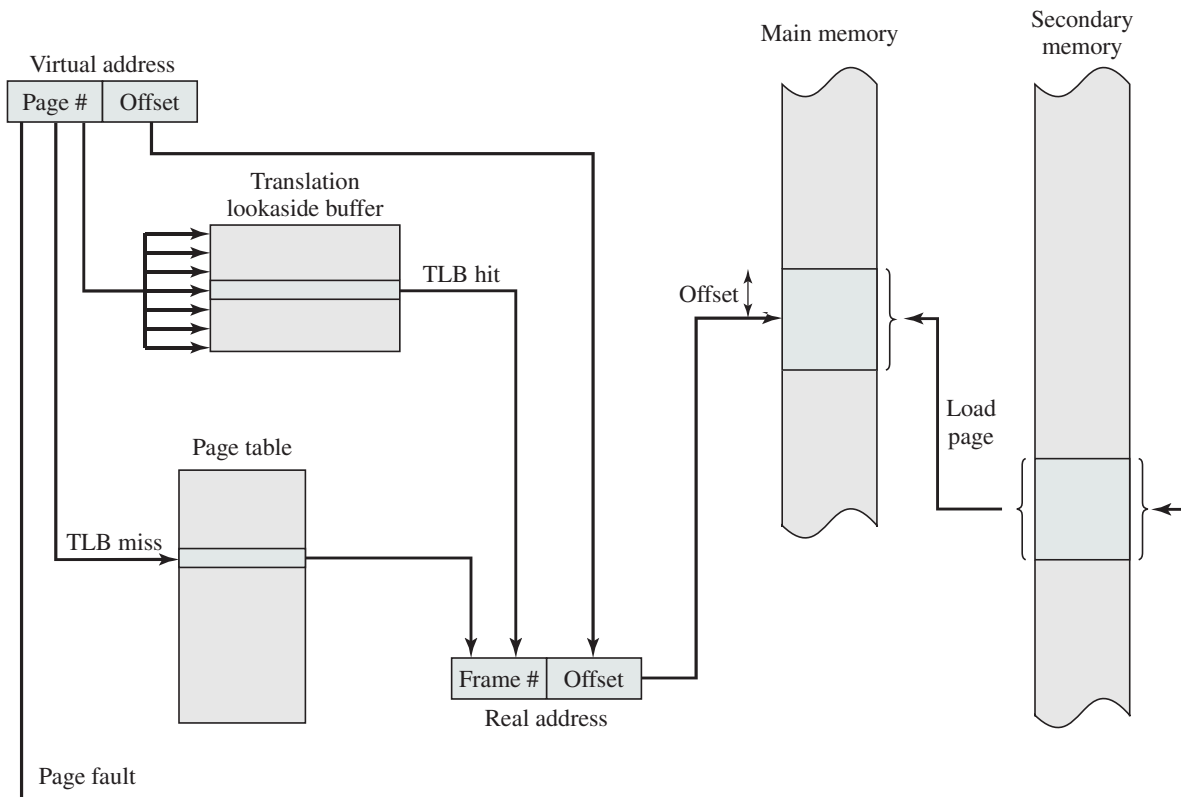 Main memory
Secondary
memory
Virtual address
Page #
Offset
Translation
lookaside buffer
TLB hit
Offset
Load
page
Page table
TLB miss
Frame #
Offset
Real address
Page fault